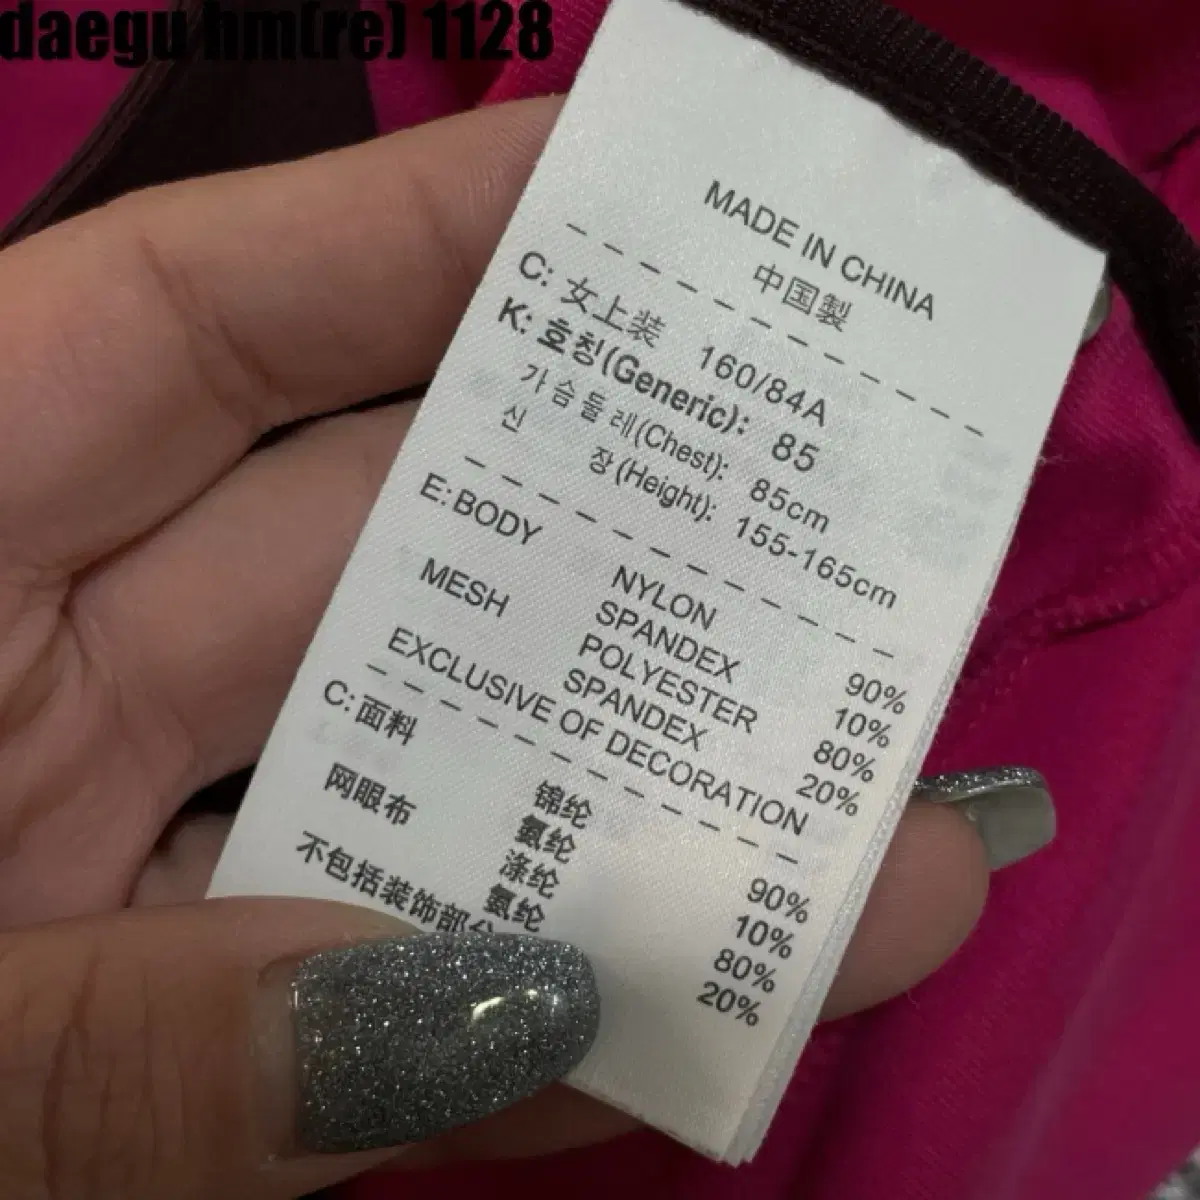 daegu hm(re) 1128
MADE IN CHINA
中国製
C: 女上装 160/84A
K: 호칭(Generic): 85
가슴둘레(Chest): 85cm
신 장(Height): 155-165cm
E: BODY NYLON 90%
SPANDEX 10%
MESH POLYESTER 80%
SPANDEX 20%
EXCLUSIVE OF DECORATION
C: 面料 锦纶 90%
氨纶 10%
网眼布 涤纶 80%
氨纶 20%
不包括装饰部分